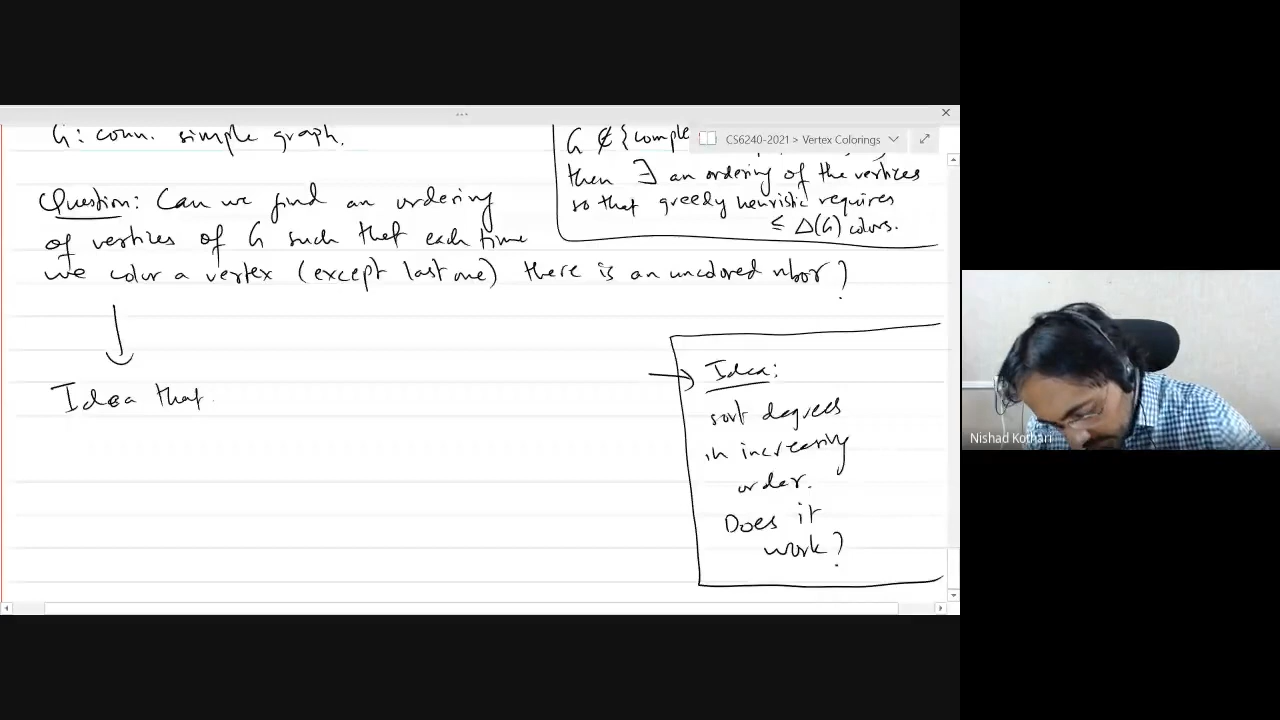 G: conn. simple graph.
CS6240-2021 > Vertex Colorings
G ∉ {comple
then ∃ an ordering of the vertices
so that greedy heuristic requires
≤ Δ(G) colors.
Question: Can we find an ordering
of vertices of G such that each time
we color a vertex (except last one) there is an uncolored nbor?
Idea that
Idea:
sort degrees
in increasing
order.
Does it
work?
Nishad Kothari